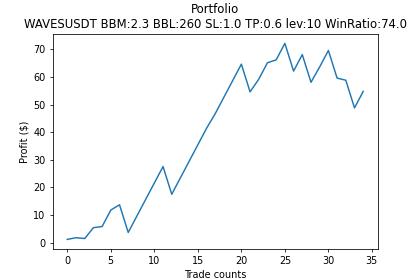 Portfolio
WAVESUSDT BBM:2.3 BBL:260 SL:1.0 TP:0.6 lev:10 WinRatio:74.0
70
60
50
40
30
20
10
0
Profit ($)
0 5 10 15 20 25 30 35
Trade counts